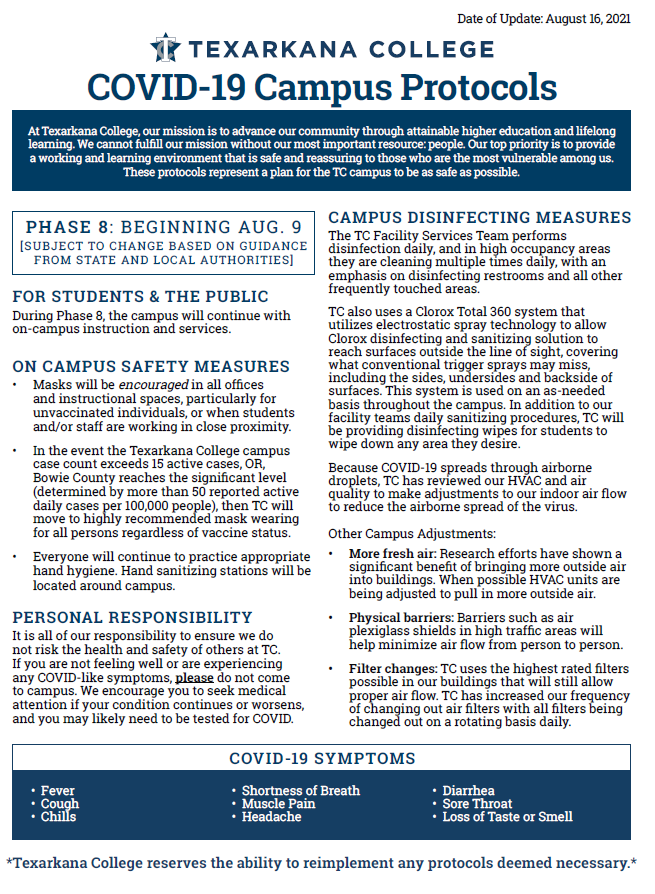 Date of Update: August 16, 2021
TEXARKANA COLLEGE
COVID-19 Campus Protocols
At Texarkana College, our mission is to advance our community through attainable higher education and lifelong
learning. We cannot fulfill our mission without our most important resource: people. Our top priority is to provide
a working and learning environment that is safe and reassuring to those who are the most vulnerable among us.
These protocols represent a plan for the TC campus to be as safe as possible.
PHASE 8: BEGINNING AUG. 9
[SUBJECT TO CHANGE BASED ON GUIDANCE
FROM STATE AND LOCAL AUTHORITIES]
FOR STUDENTS & THE PUBLIC
During Phase 8, the campus will continue with
on-campus instruction and services.
ON CAMPUS SAFETY MEASURES
• Masks will be encouraged in all offices
and instructional spaces, particularly for
unvaccinated individuals, or when students
and/or staff are working in close proximity.
• In the event the Texarkana College campus
case count exceeds 15 active cases, OR,
Bowie County reaches the significant level
(determined by more than 50 reported active
daily cases per 100,000 people), then TC will
move to highly recommended mask wearing
for all persons regardless of vaccine status.
• Everyone will continue to practice appropriate
hand hygiene. Hand sanitizing stations will be
located around campus.
PERSONAL RESPONSIBILITY
It is all of our responsibility to ensure we do
not risk the health and safety of others at TC.
If you are not feeling well or are experiencing
any COVID-like symptoms, please do not come
to campus. We encourage you to seek medical
attention if your condition continues or worsens,
and you may likely need to be tested for COVID.
CAMPUS DISINFECTING MEASURES
The TC Facility Services Team performs
disinfection daily, and in high occupancy areas
they are cleaning multiple times daily, with an
emphasis on disinfecting restrooms and all other
frequently touched areas.
TC also uses a Clorox Total 360 system that
utilizes electrostatic spray technology to allow
Clorox disinfecting and sanitizing solution to
reach surfaces outside the line of sight, covering
what conventional trigger sprays may miss,
including the sides, undersides and backside of
surfaces. This system is used on an as-needed
basis throughout the campus. In addition to our
facility teams daily sanitizing procedures, TC will
be providing disinfecting wipes for students to
wipe down any area they desire.
Because COVID-19 spreads through airborne
droplets, TC has reviewed our HVAC and air
quality to make adjustments to our indoor air flow
to reduce the airborne spread of the virus.
Other Campus Adjustments:
• More fresh air: Research efforts have shown a
significant benefit of bringing more outside air
into buildings. When possible HVAC units are
being adjusted to pull in more outside air.
• Physical barriers: Barriers such as air
plexiglass shields in high traffic areas will
help minimize air flow from person to person.
• Filter changes: TC uses the highest rated filters
possible in our buildings that will still allow
proper air flow. TC has increased our frequency
of changing out air filters with all filters being
changed out on a rotating basis daily.
COVID-19 SYMPTOMS
• Fever
• Cough
• Chills
• Shortness of Breath
• Muscle Pain
• Headache
• Diarrhea
• Sore Throat
• Loss of Taste or Smell
*Texarkana College reserves the ability to reimplement any protocols deemed necessary.*